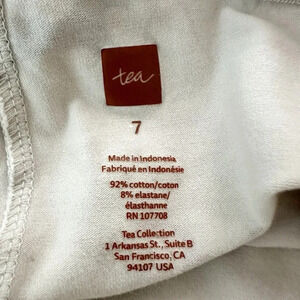 tea
7
Made in Indonesia
Fabriqué en Indonésie
92% cotton/coton
8% elastane/
élasthanne
RN 107708
Tea Collection
1 Arkansas St., Suite B
San Francisco, CA
94107 USA